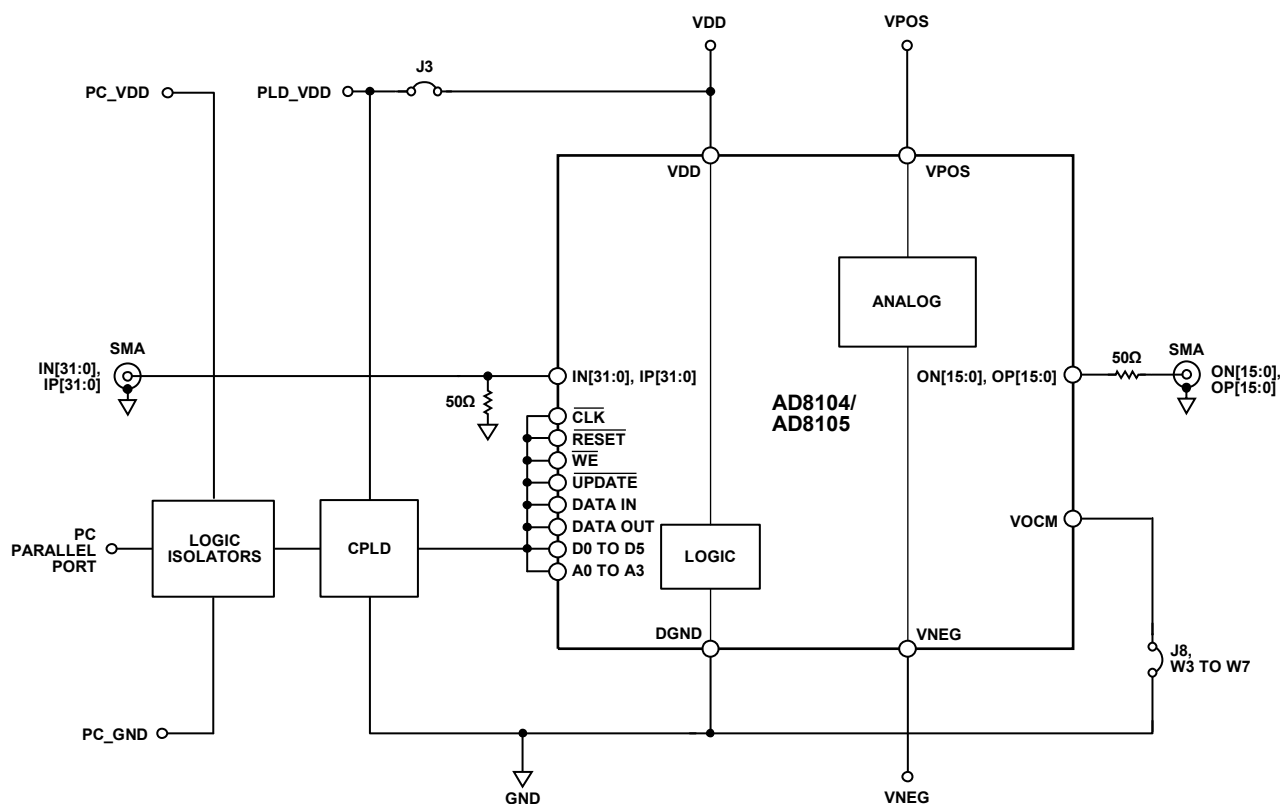 VDD
VPOS
J3
PC_VDD
PLD_VDD
VDD
VPOS
ANALOG
SMA
IN[31:0],
IP[31:0]
50Ω
IN[31:0], IP[31:0]
CLK
RESET
WE
UPDATE
DATA IN
DATA OUT
D0 TO D5
A0 TO A3
AD8104/
AD8105
ON[15:0], OP[15:0]
50Ω
SMA
ON[15:0],
OP[15:0]
PC
PARALLEL
PORT
LOGIC
ISOLATORS
CPLD
LOGIC
VOCM
DGND
VNEG
J8,
W3 TO W7
PC_GND
GND
VNEG